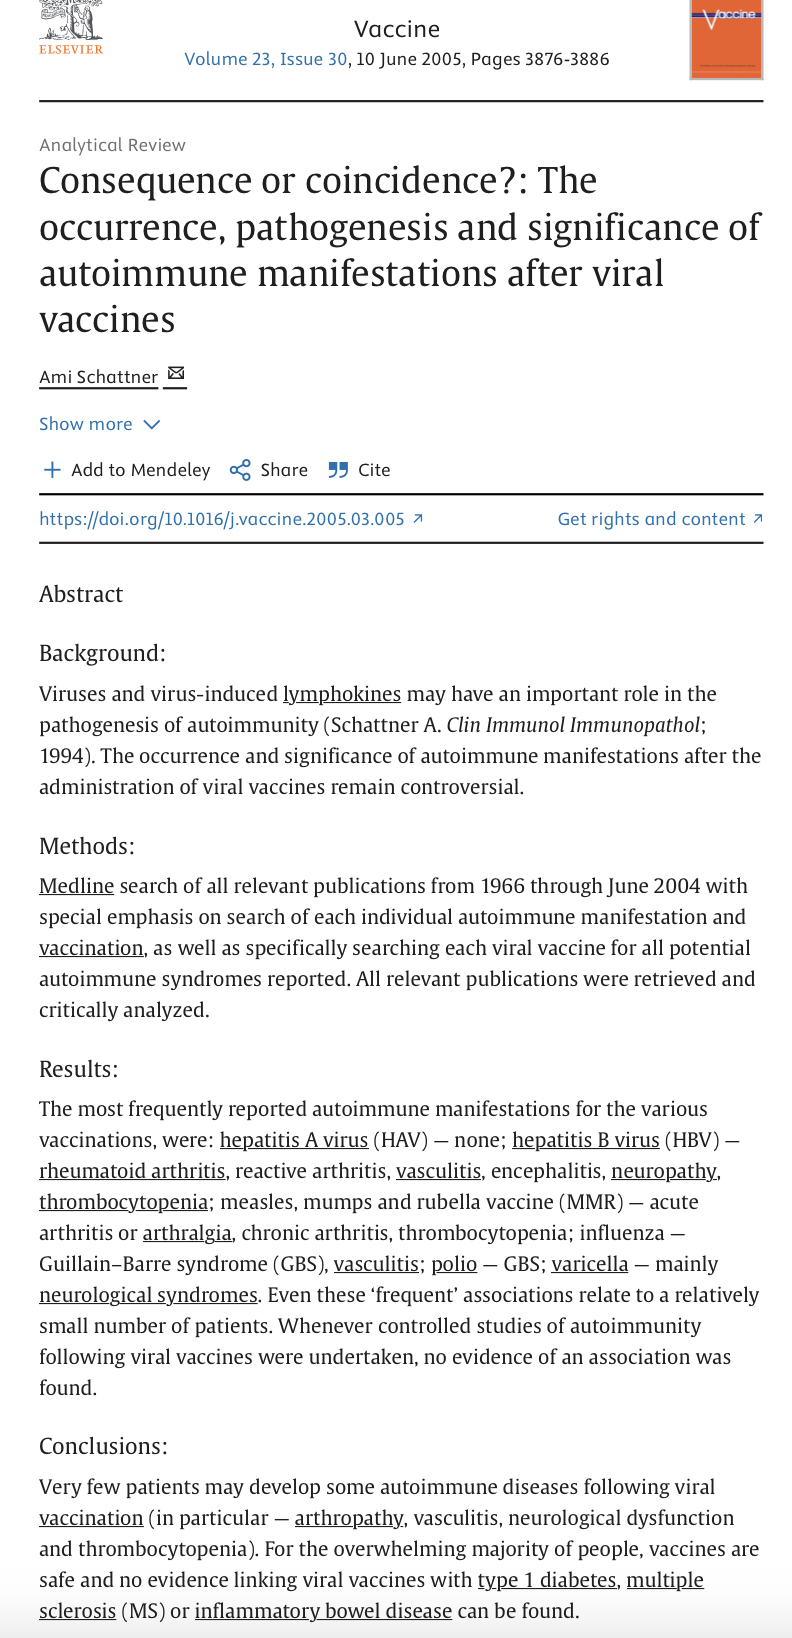 ELSEVIER
Vaccine
Vaccine
Volume 23, Issue 30, 10 June 2005, Pages 3876-3886
Analytical Review
Consequence or coincidence?: The
occurrence, pathogenesis and significance of
autoimmune manifestations after viral
vaccines
Ami Schattner
Show more
Add to Mendeley
Share
Cite
https://doi.org/10.1016/j.vaccine.2005.03.005
Get rights and content
Abstract
Background:
Viruses and virus-induced lymphokines may have an important role in the
pathogenesis of autoimmunity (Schattner A. Clin Immunol Immunopathol;
1994). The occurrence and significance of autoimmune manifestations after the
administration of viral vaccines remain controversial.
Methods:
Medline search of all relevant publications from 1966 through June 2004 with
special emphasis on search of each individual autoimmune manifestation and
vaccination, as well as specifically searching each viral vaccine for all potential
autoimmune syndromes reported. All relevant publications were retrieved and
critically analyzed.
Results:
The most frequently reported autoimmune manifestations for the various
vaccinations, were: hepatitis A virus (HAV) — none; hepatitis B virus (HBV) —
rheumatoid arthritis, reactive arthritis, vasculitis, encephalitis, neuropathy,
thrombocytopenia; measles, mumps and rubella vaccine (MMR) — acute
arthritis or arthralgia, chronic arthritis, thrombocytopenia; influenza —
Guillain–Barre syndrome (GBS), vasculitis; polio — GBS; varicella — mainly
neurological syndromes. Even these ‘frequent’ associations relate to a relatively
small number of patients. Whenever controlled studies of autoimmunity
following viral vaccines were undertaken, no evidence of an association was
found.
Conclusions:
Very few patients may develop some autoimmune diseases following viral
vaccination (in particular — arthropathy, vasculitis, neurological dysfunction
and thrombocytopenia). For the overwhelming majority of people, vaccines are
safe and no evidence linking viral vaccines with type 1 diabetes, multiple
sclerosis (MS) or inflammatory bowel disease can be found.